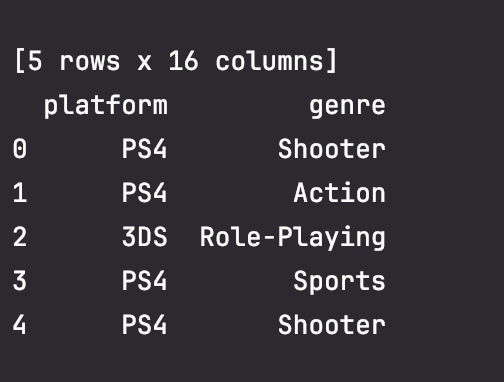 [5 rows x 16 columns]
platform genre
0 PS4 Shooter
1 PS4 Action
2 3DS Role-Playing
3 PS4 Sports
4 PS4 Shooter